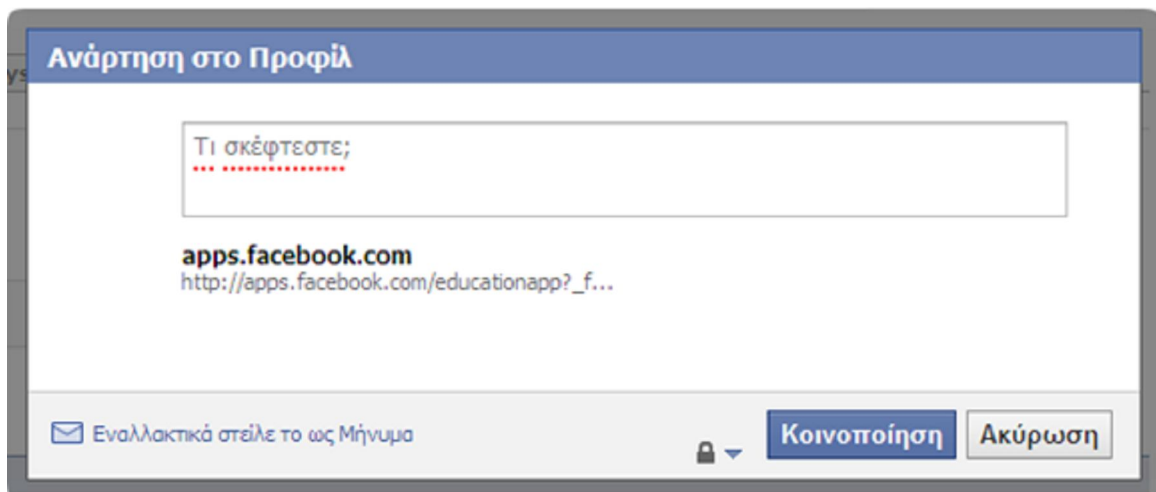 Ανάρτηση στο Προφίλ
Τι σκέφτεστε;
apps.facebook.com
http://apps.facebook.com/educationapp?_f...
Εναλλακτικά στείλε το ως Μήνυμα
Κοινοποίηση
Ακύρωση